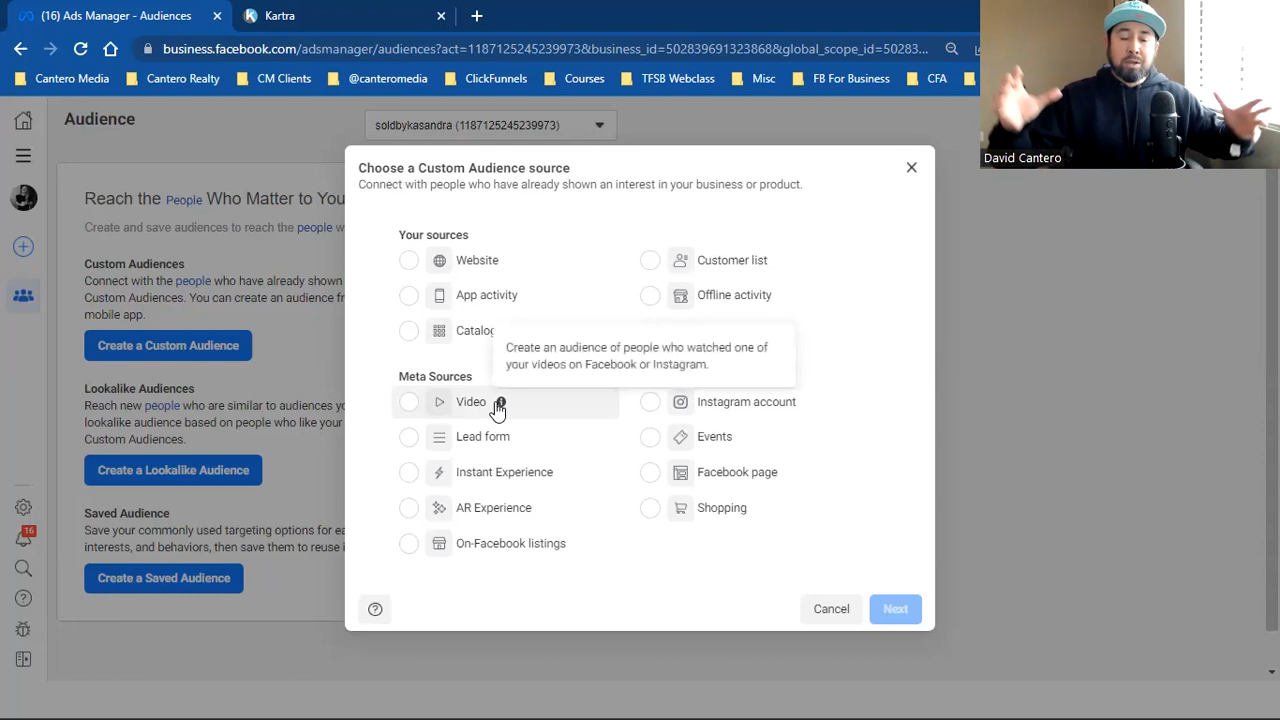 (16) Ads Manager - Audiences
Kartra
business.facebook.com/adsmanager/audiences?act=1187125245239973&business_id=502839691323868&global_scope_id=50283...
Cantero Media
Cantero Realty
CM Clients
@canteromedia
ClickFunnels
Courses
TFSB Webclass
Misc
FB For Business
CFA
David Cantero
Audience
soldbykasandra (1187125245239973)
Reach the People Who Matter to You
Create and save audiences to reach the people
Custom Audiences
Connect with the people who have already shown
Custom Audiences. You can create an audience
mobile app.
Create a Custom Audience
Lookalike Audiences
Reach new people who are similar to audiences
lookalike audience based on people who like your
Custom Audiences.
Create a Lookalike Audience
Saved Audience
Save your commonly used targeting options for
interests, and behaviors, then save them to reuse
Create a Saved Audience
16
Choose a Custom Audience source
Connect with people who have already shown an interest in your business or product.
Your sources
Website
Customer list
App activity
Offline activity
Catalog
Create an audience of people who watched one of
your videos on Facebook or Instagram.
Meta Sources
Video
Instagram account
Lead form
Events
Instant Experience
Facebook page
AR Experience
Shopping
On-Facebook listings
Cancel
Next